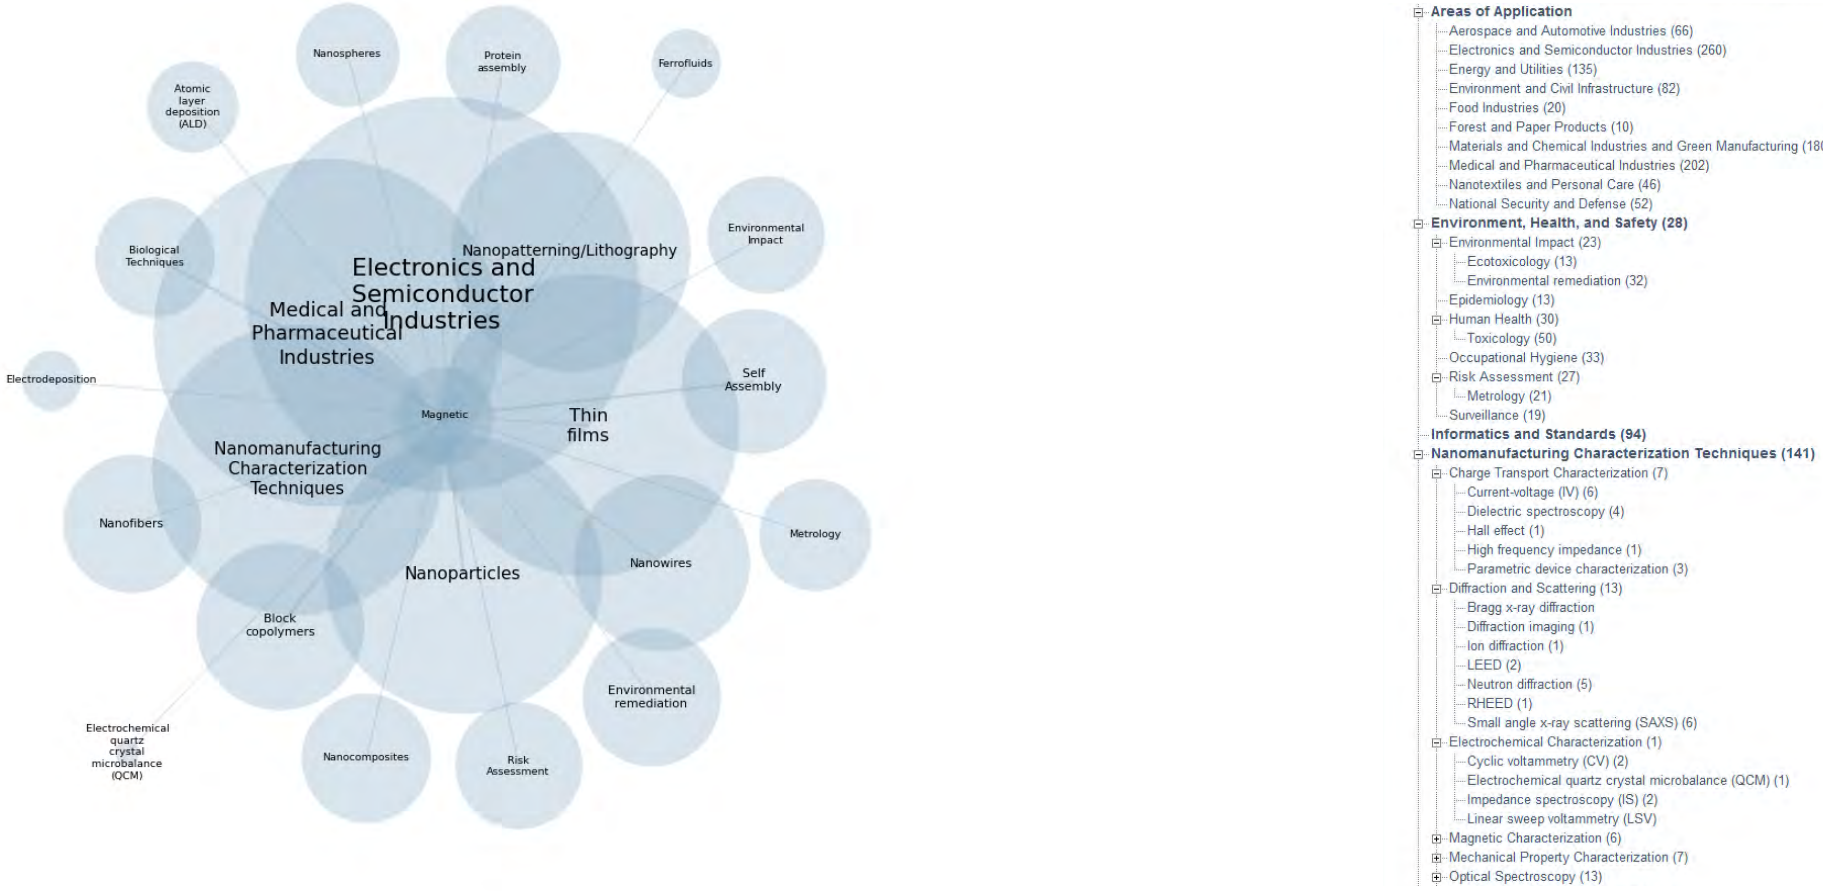 Nanospheres
Protein
assembly
Ferrofluids
Atomic
layer
deposition
(ALD)
Biological
Techniques
Nanopatterning/Lithography
Environmental
Impact
Electronics and
Semiconductor
Industries
Medical and
Pharmaceutical
Industries
Electrodeposition
Magnetic
Self
Assembly
Thin
films
Nanomanufacturing
Characterization
Techniques
Nanofibers
Metrology
Nanowires
Nanoparticles
Block
copolymers
Environmental
remediation
Electrochemical
quartz
crystal
microbalance
(QCM)
Nanocomposites
Risk
Assessment
Areas of Application
Aerospace and Automotive Industries (66)
Electronics and Semiconductor Industries (260)
Energy and Utilities (135)
Environment and Civil Infrastructure (82)
Food Industries (20)
Forest and Paper Products (10)
Materials and Chemical Industries and Green Manufacturing (180
Medical and Pharmaceutical Industries (202)
Nanotextiles and Personal Care (46)
National Security and Defense (52)
Environment, Health, and Safety (28)
Environmental Impact (23)
Ecotoxicology (13)
Environmental remediation (32)
Epidemiology (13)
Human Health (30)
Toxicology (50)
Occupational Hygiene (33)
Risk Assessment (27)
Metrology (21)
Surveillance (19)
Informatics and Standards (94)
Nanomanufacturing Characterization Techniques (141)
Charge Transport Characterization (7)
Current-voltage (IV) (6)
Dielectric spectroscopy (4)
Hall effect (1)
High frequency impedance (1)
Parametric device characterization (3)
Diffraction and Scattering (13)
Bragg x-ray diffraction
Diffraction imaging (1)
Ion diffraction (1)
LEED (2)
Neutron diffraction (5)
RHEED (1)
Small angle x-ray scattering (SAXS) (6)
Electrochemical Characterization (1)
Cyclic voltammetry (CV) (2)
Electrochemical quartz crystal microbalance (QCM) (1)
Impedance spectroscopy (IS) (2)
Linear sweep voltammetry (LSV)
Magnetic Characterization (6)
Mechanical Property Characterization (7)
Optical Spectroscopy (13)